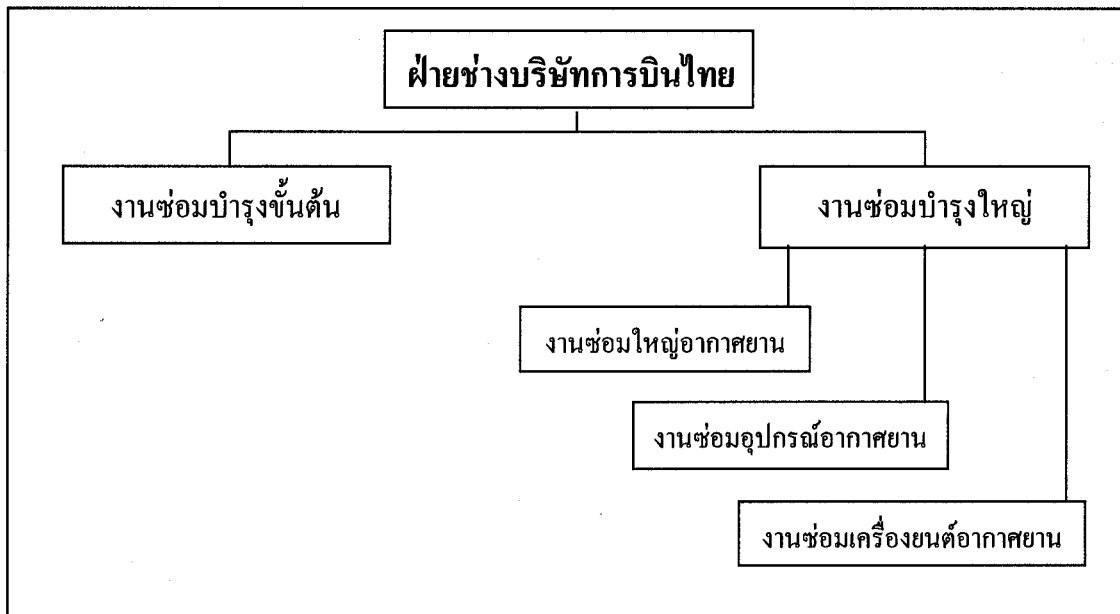 ฝ่ายช่างบริษัทการบินไทย
งานซ่อมบำรุงขั้นต้น
งานซ่อมบำรุงใหญ่
งานซ่อมใหญ่อากาศยาน
งานซ่อมอุปกรณ์อากาศยาน
งานซ่อมเครื่องยนต์อากาศยาน